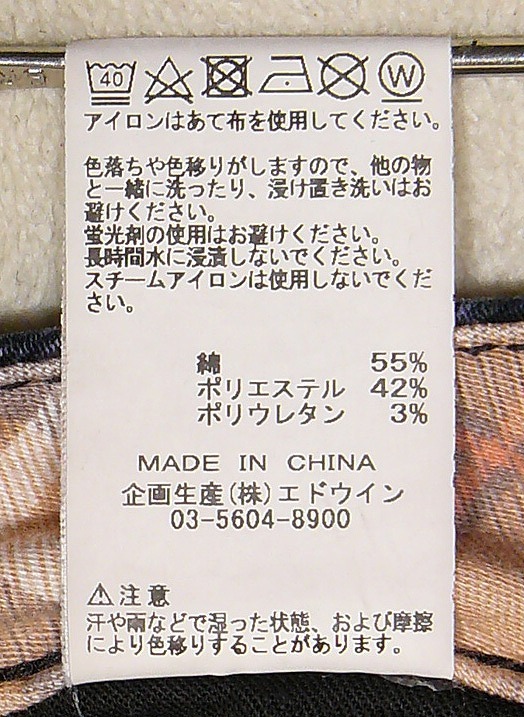 40
W
アイロンはあて布を使用してください。
色落ちや色移りがしますので、他の物
と一緒に洗ったり、浸け置き洗いはお
避けください。
蛍光剤の使用はお避けください。
長時間水に浸漬しないでください。
スチームアイロンは使用しないでくだ
さい。
綿 55%
ポリエステル 42%
ポリウレタン 3%
MADE IN CHINA
企画生産(株)エドウイン
03-5604-8900
⚠注意
汗や雨などで湿った状態、および摩擦
により色移りすることがあります。